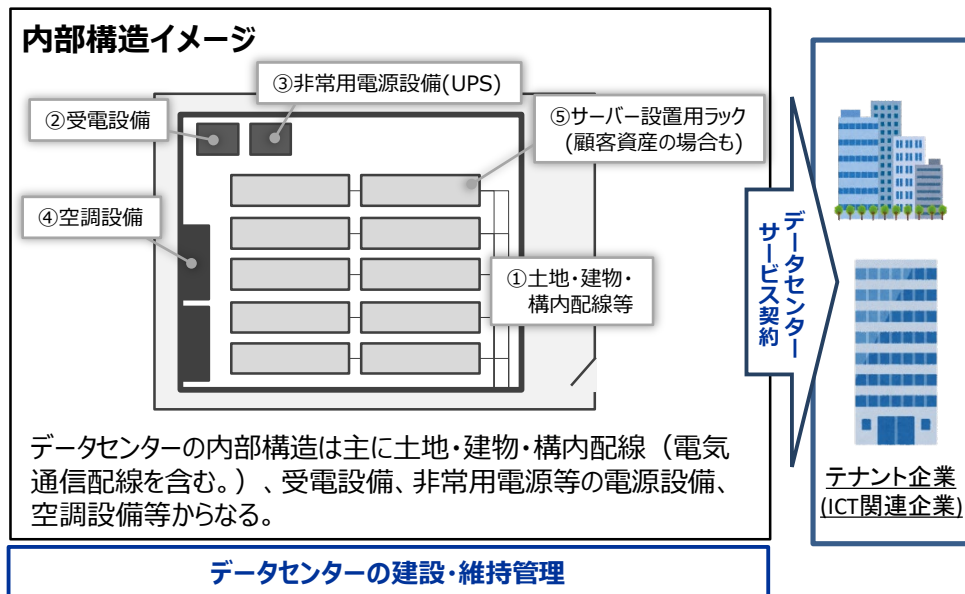 内部構造イメージ
③非常用電源設備(UPS)
②受電設備
⑤サーバー設置用ラック
(顧客資産の場合も)
④空調設備
①土地・建物・
構内配線等
データセンターの内部構造は主に土地・建物・構内配線（電気
通信配線を含む。）、受電設備、非常用電源等の電源設備、
空調設備等からなる。
データセンターの建設・維持管理
データセンター
サービス契約
テナント企業
(ICT関連企業)